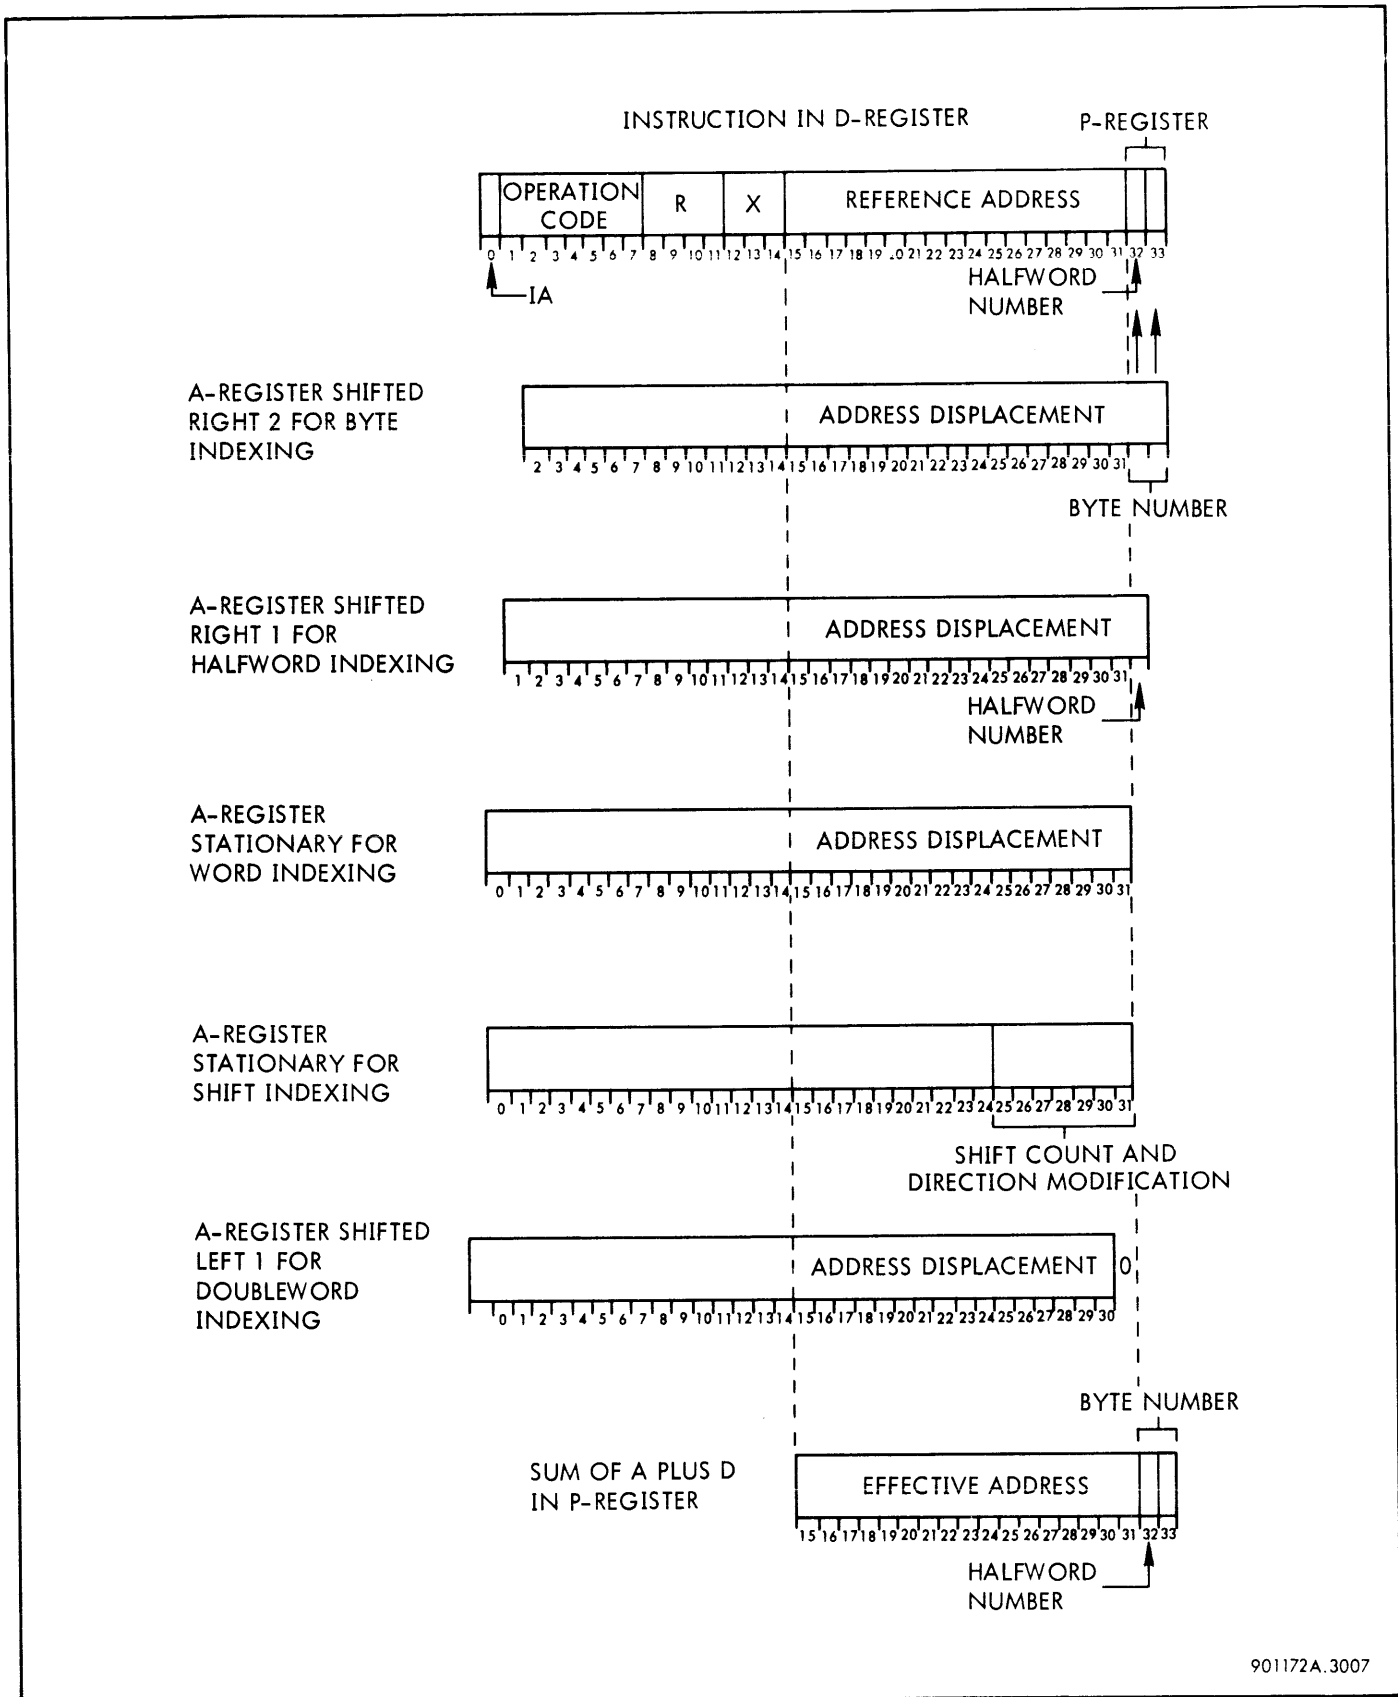 INSTRUCTION IN D-REGISTER P-REGISTER
OPERATION CODE R X REFERENCE ADDRESS
0 1 2 3 4 5 6 7 8 9 10 11 12 13 14 15 16 17 18 19 20 21 22 23 24 25 26 27 28 29 30 31 32 33
IA
HALFWORD
NUMBER
A-REGISTER SHIFTED
RIGHT 2 FOR BYTE
INDEXING
ADDRESS DISPLACEMENT
2 3 4 5 6 7 8 9 10 11 12 13 14 15 16 17 18 19 20 21 22 23 24 25 26 27 28 29 30 31
BYTE NUMBER
A-REGISTER SHIFTED
RIGHT 1 FOR
HALFWORD INDEXING
ADDRESS DISPLACEMENT
1 2 3 4 5 6 7 8 9 10 11 12 13 14 15 16 17 18 19 20 21 22 23 24 25 26 27 28 29 30 31
HALFWORD
NUMBER
A-REGISTER
STATIONARY FOR
WORD INDEXING
ADDRESS DISPLACEMENT
0 1 2 3 4 5 6 7 8 9 10 11 12 13 14 15 16 17 18 19 20 21 22 23 24 25 26 27 28 29 30 31
A-REGISTER
STATIONARY FOR
SHIFT INDEXING
0 1 2 3 4 5 6 7 8 9 10 11 12 13 14 15 16 17 18 19 20 21 22 23 24 25 26 27 28 29 30 31
SHIFT COUNT AND
DIRECTION MODIFICATION
A-REGISTER SHIFTED
LEFT 1 FOR
DOUBLEWORD
INDEXING
ADDRESS DISPLACEMENT 0
0 1 2 3 4 5 6 7 8 9 10 11 12 13 14 15 16 17 18 19 20 21 22 23 24 25 26 27 28 29 30
BYTE NUMBER
SUM OF A PLUS D
IN P-REGISTER
EFFECTIVE ADDRESS
15 16 17 18 19 20 21 22 23 24 25 26 27 28 29 30 31 32 33
HALFWORD
NUMBER
901172A.3007